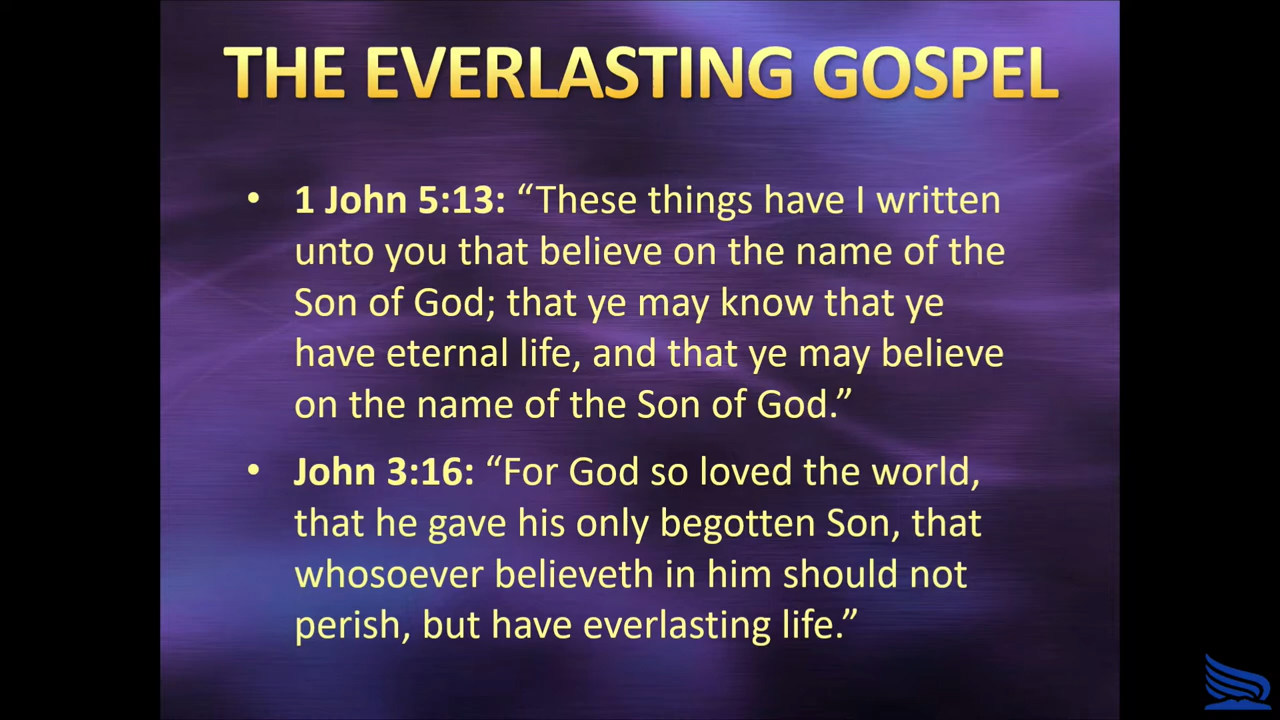 THE EVERLASTING GOSPEL
• 1 John 5:13: “These things have I written
unto you that believe on the name of the
Son of God; that ye may know that ye
have eternal life, and that ye may believe
on the name of the Son of God.”
• John 3:16: “For God so loved the world,
that he gave his only begotten Son, that
whosoever believeth in him should not
perish, but have everlasting life.”